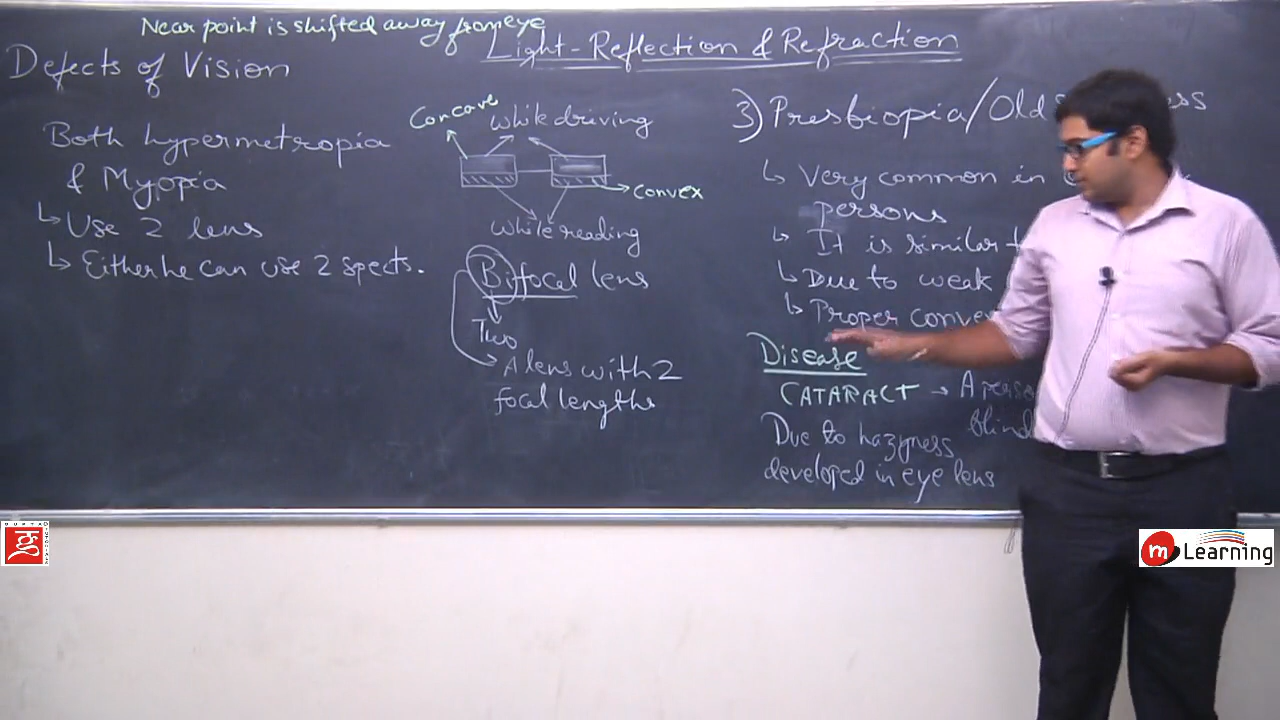 Near point is shifted away from eye
Light-Reflection & Refraction
Defects of Vision
Both hypermetropia
& Myopia
Use 2 lens
Either he can use 2 spects.
Concave
while driving
convex
while reading
Bifocal lens
Two
A lens with 2
focal lengths
3) Presbiopia/Old
Very common in
persons
It is similar
Due to weak
Proper
Disease
CATARACT → A
Due to hazyness
developed in eye lens
m Learning